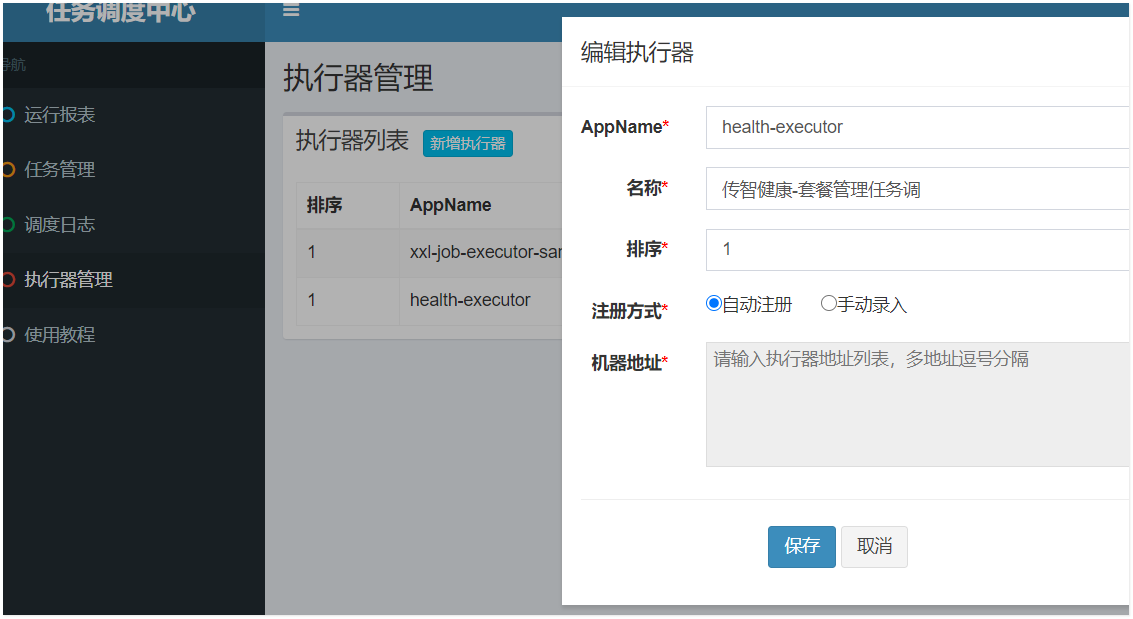 任务调度中心
导航
运行报表
任务管理
调度日志
执行器管理
使用教程
执行器管理
执行器列表 新增执行器
排序 AppName
1 xxl-job-executor-sam
1 health-executor
编辑执行器
AppName* health-executor
名称* 传智健康-套餐管理任务调
排序* 1
注册方式* 自动注册 手动录入
机器地址* 请输入执行器地址列表，多地址逗号分隔
保存 取消